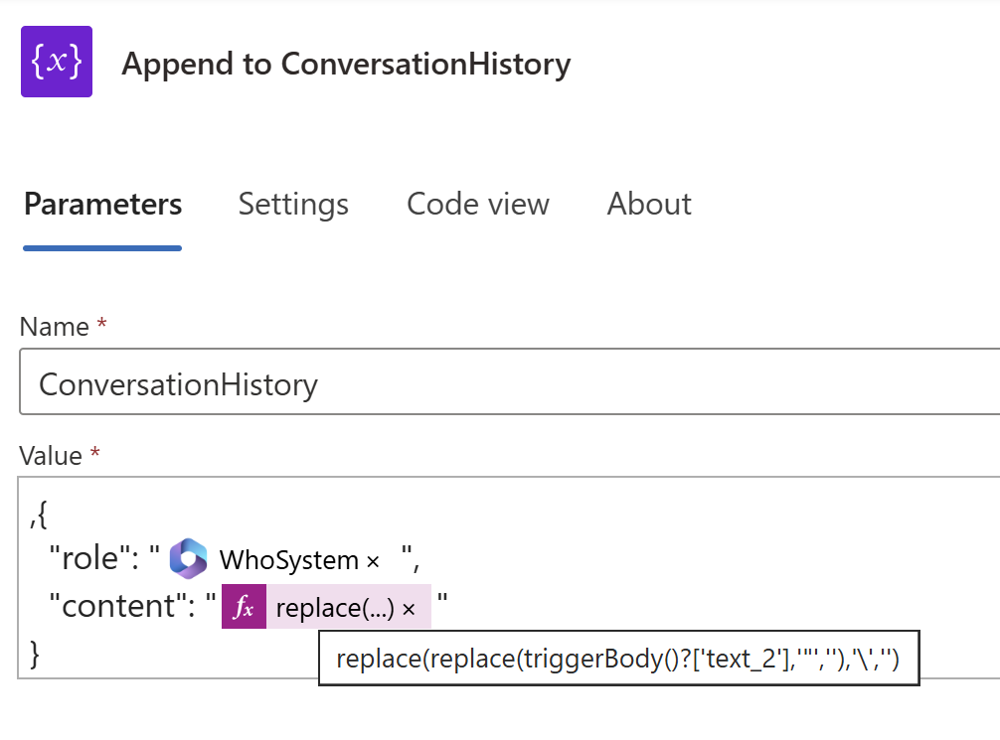 {x}
Append to ConversationHistory
Parameters Settings Code view About
Name *
ConversationHistory
Value *
,{
"role": " WhoSystem × ",
"content": " fx replace(...) × "
}
replace(replace(triggerBody()?['text_2'],'"',''),'\','')